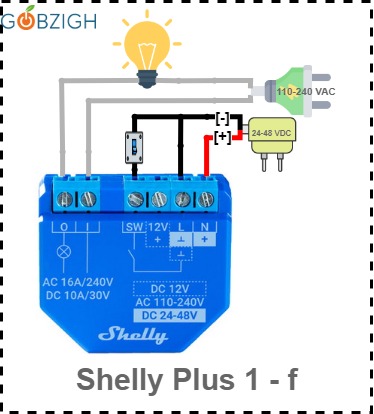 GOBZIGH
110-240 VAC
[-]
[+]
24-48 VDC
O I SW 12V L N
+ ⊥ +
AC 16A/240V
DC 10A/30V
DC 12V
AC 110-240V
DC 24-48V
Shelly
Shelly Plus 1 - f